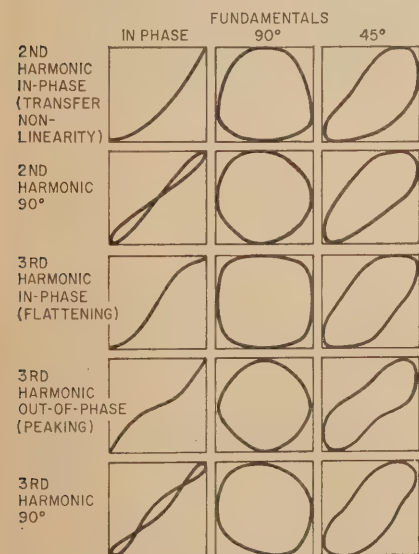 FUNDAMENTALS
IN PHASE 90° 45°
2ND
HARMONIC
IN-PHASE
(TRANSFER
NON-
LINEARITY)
2ND
HARMONIC
90°
3RD
HARMONIC
IN-PHASE
(FLATTENING)
3RD
HARMONIC
OUT-OF-PHASE
(PEAKING)
3RD
HARMONIC
90°